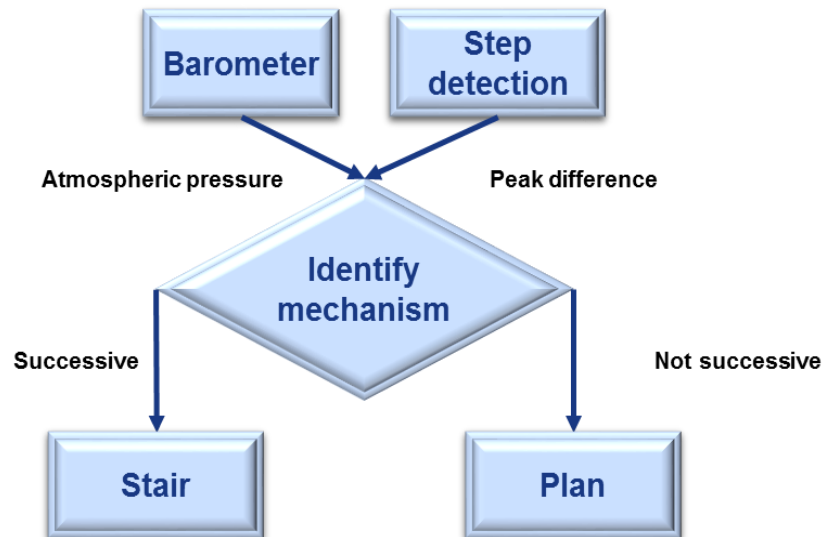 Barometer
Step
detection
Atmospheric pressure
Peak difference
Identify
mechanism
Successive
Not successive
Stair
Plan